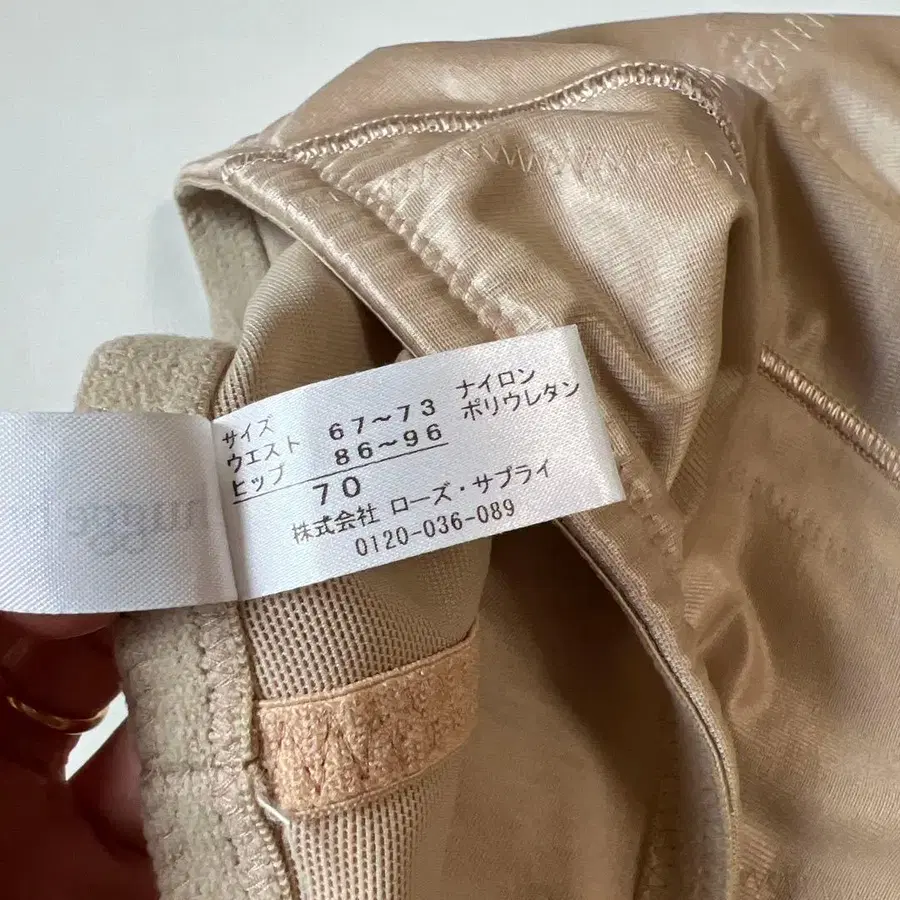 サイズ
ウエスト 67～73 ナイロン
ヒップ 86～96 ポリウレタン
70
株式会社 ローズ・サプライ
0120-036-089